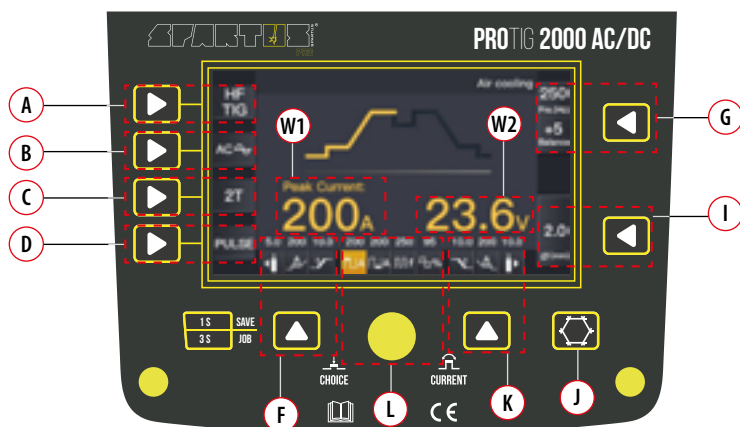 SPARTUS®
PRO
PROTIG 2000 AC/DC
Air cooling
A
HF
TIG
W1
W2
250
+5
Balance
G
B
AC
C
2T
Peak Current:
200A
23.6V
I
D
PULSE
2.0
5.0 200 10.0 200 200 250 95 10.0 200 10.0
1 S SAVE
3 S JOB
CHOICE
CURRENT
F
L
K
J
CE